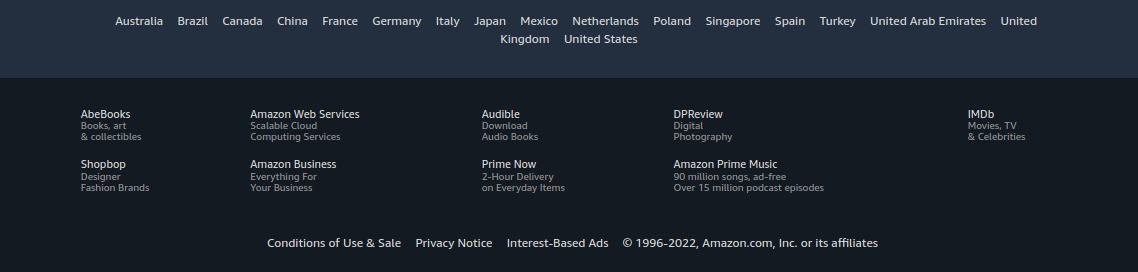 Australia Brazil Canada China France Germany Italy Japan Mexico Netherlands Poland Singapore Spain Turkey United Arab Emirates United
Kingdom United States
AbeBooks
Books, art
& collectibles
Amazon Web Services
Scalable Cloud
Computing Services
Audible
Download
Audio Books
DPReview
Digital
Photography
IMDb
Movies, TV
& Celebrities
Shopbop
Designer
Fashion Brands
Amazon Business
Everything For
Your Business
Prime Now
2-Hour Delivery
on Everyday Items
Amazon Prime Music
90 million songs, ad-free
Over 15 million podcast episodes
Conditions of Use & Sale Privacy Notice Interest-Based Ads © 1996-2022, Amazon.com, Inc. or its affiliates